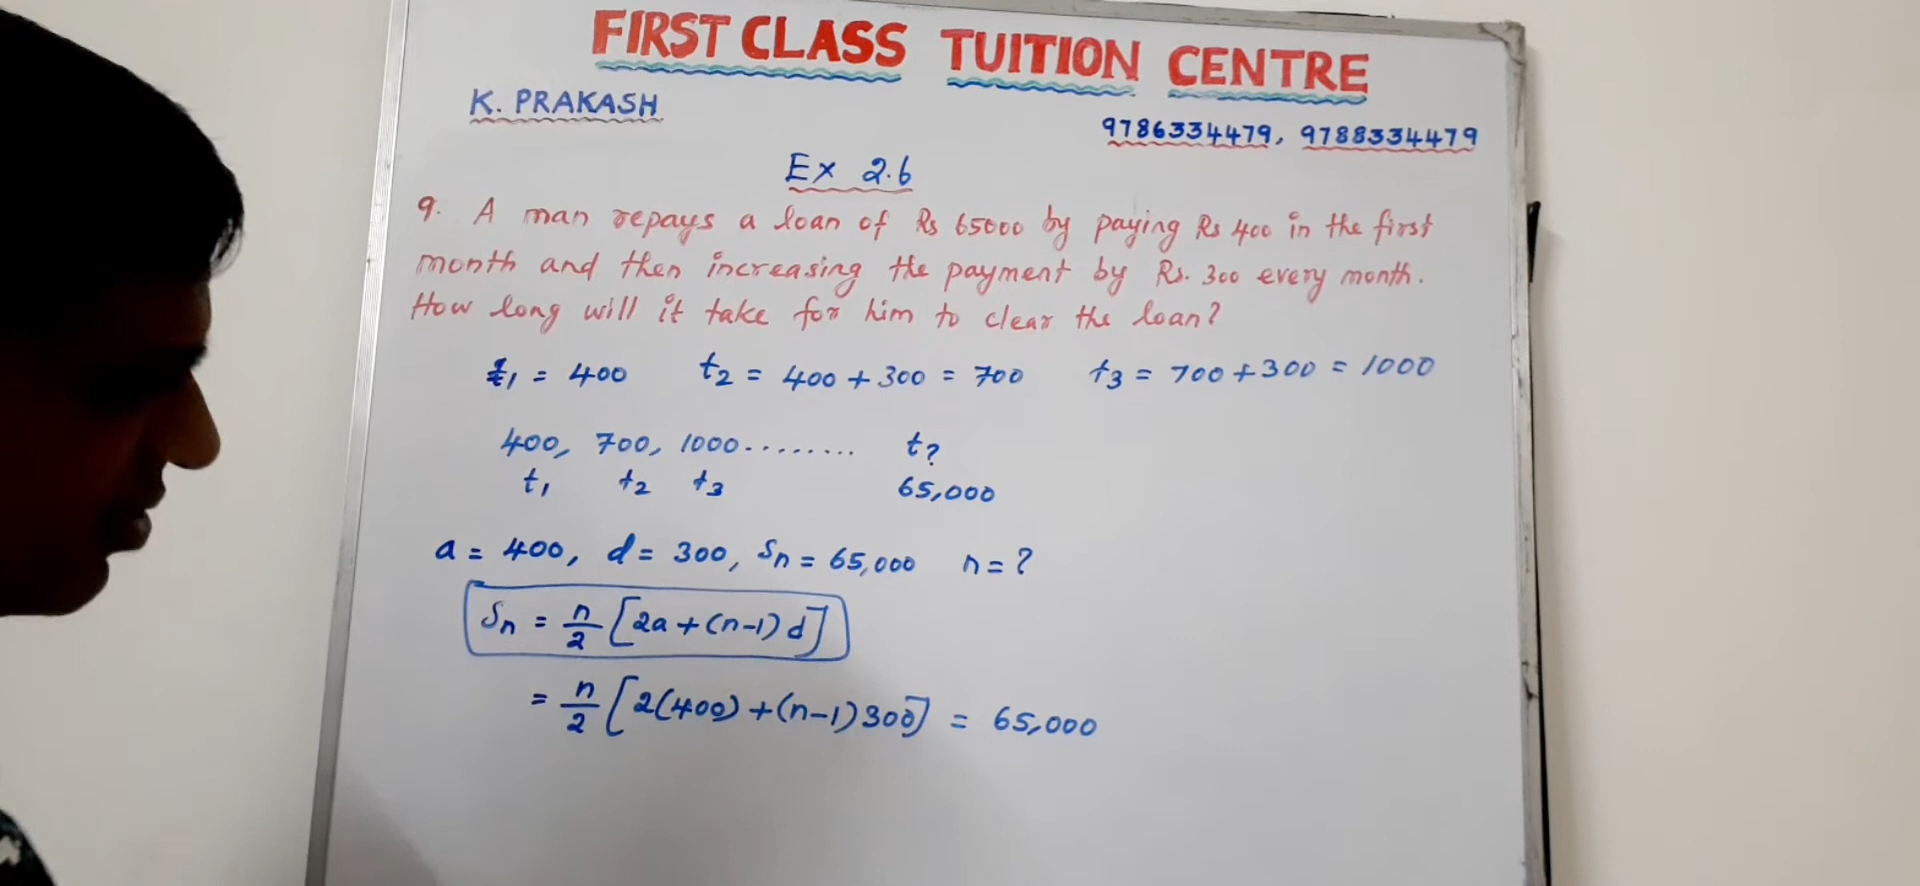 FIRST CLASS TUITION CENTRE
K. PRAKASH
9786334479, 9788334479
Ex 2.6
9. A man repays a loan of Rs 65000 by paying Rs 400 in the first
month and then increasing the payment by Rs. 300 every month.
How long will it take for him to clear the loan?
t₁ = 400 t₂ = 400 + 300 = 700 t₃ = 700 + 300 = 1000
400, 700, 1000 ........ t?
t₁ t₂ t₃ 65,000
a = 400, d = 300, Sn = 65,000 n = ?
Sn = n/2 [2a + (n-1) d]
= n/2 [2(400) + (n-1) 300] = 65,000